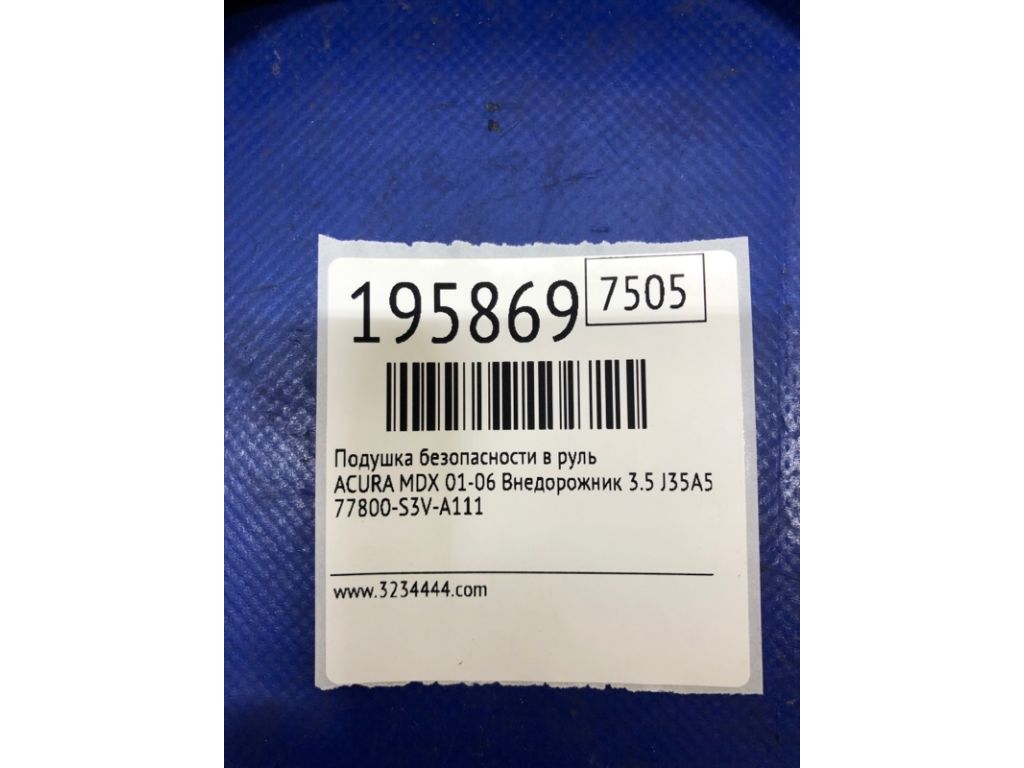 195869
7505
Подушка безопасности в руль
ACURA MDX 01-06 Внедорожник 3.5 J35A5
77800-S3V-A111
www.3234444.com